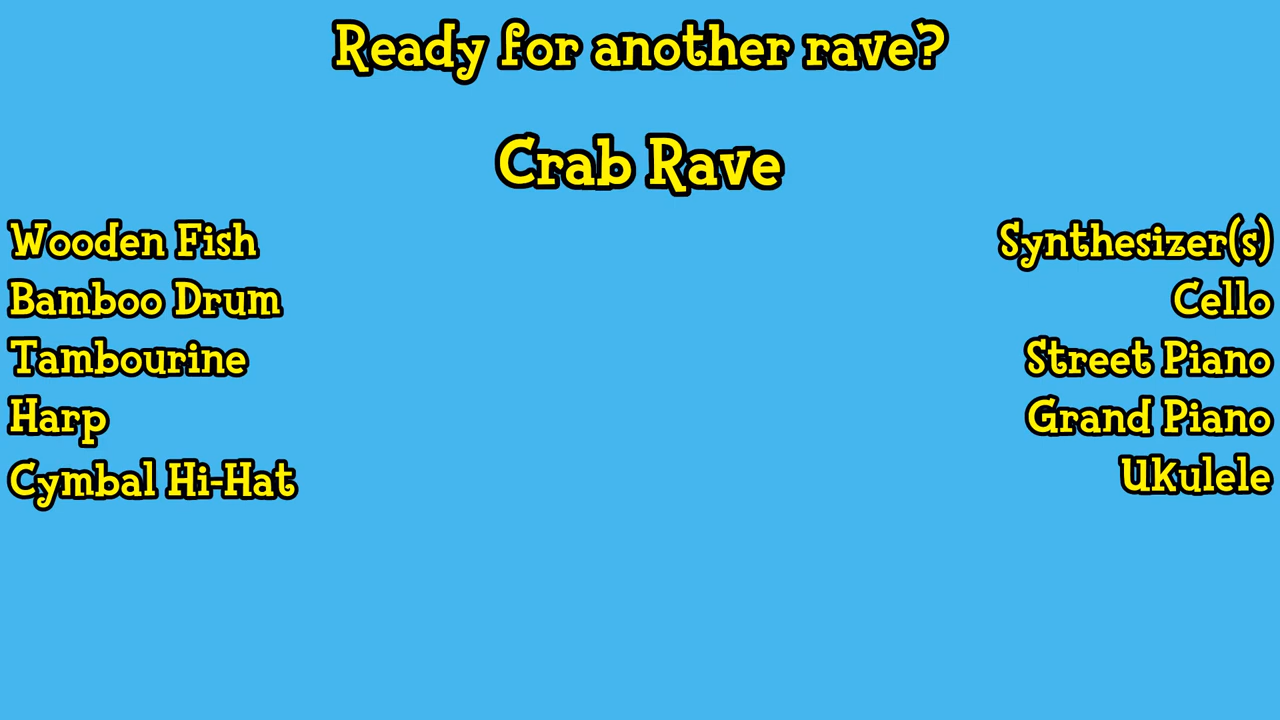 Ready for another rave?
Crab Rave
Wooden Fish
Bamboo Drum
Tambourine
Harp
Cymbal Hi-Hat
Synthesizer(s)
Cello
Street Piano
Grand Piano
Ukulele